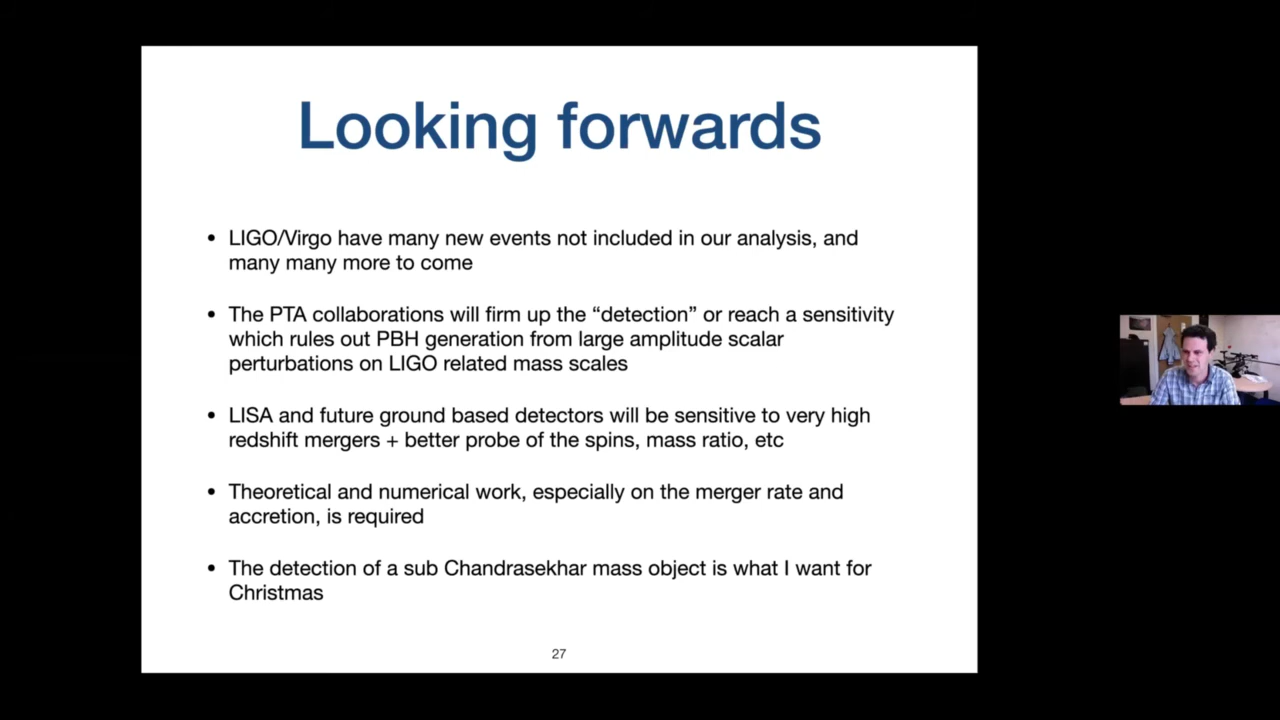 Looking forwards
• LIGO/Virgo have many new events not included in our analysis, and
many many more to come
• The PTA collaborations will firm up the “detection” or reach a sensitivity
which rules out PBH generation from large amplitude scalar
perturbations on LIGO related mass scales
• LISA and future ground based detectors will be sensitive to very high
redshift mergers + better probe of the spins, mass ratio, etc
• Theoretical and numerical work, especially on the merger rate and
accretion, is required
• The detection of a sub Chandrasekhar mass object is what I want for
Christmas
27